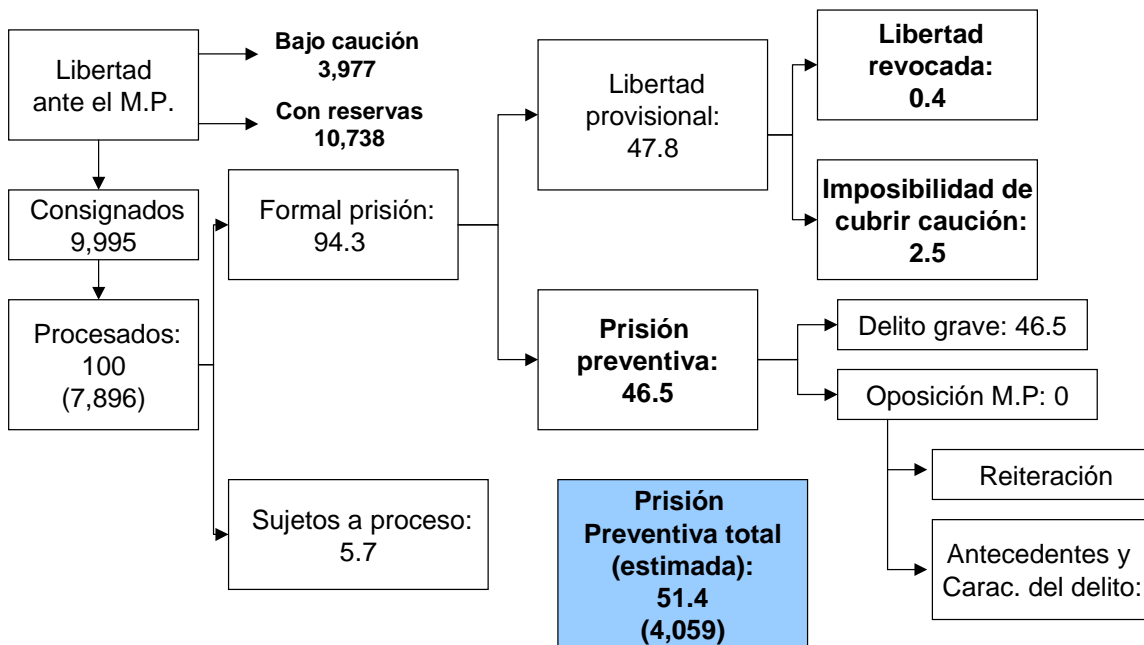 Libertad
ante el M.P.
Bajo caución
3,977
Con reservas
10,738
Consignados
9,995
Procesados:
100
(7,896)
Formal prisión:
94.3
Sujetos a proceso:
5.7
Libertad
provisional:
47.8
Prisión
preventiva:
46.5
Libertad
revocada:
0.4
Imposibilidad de
cubrir caución:
2.5
Delito grave: 46.5
Oposición M.P: 0
Reiteración
Antecedentes y
Carac. del delito:
Prisión
Preventiva total
(estimada):
51.4
(4,059)